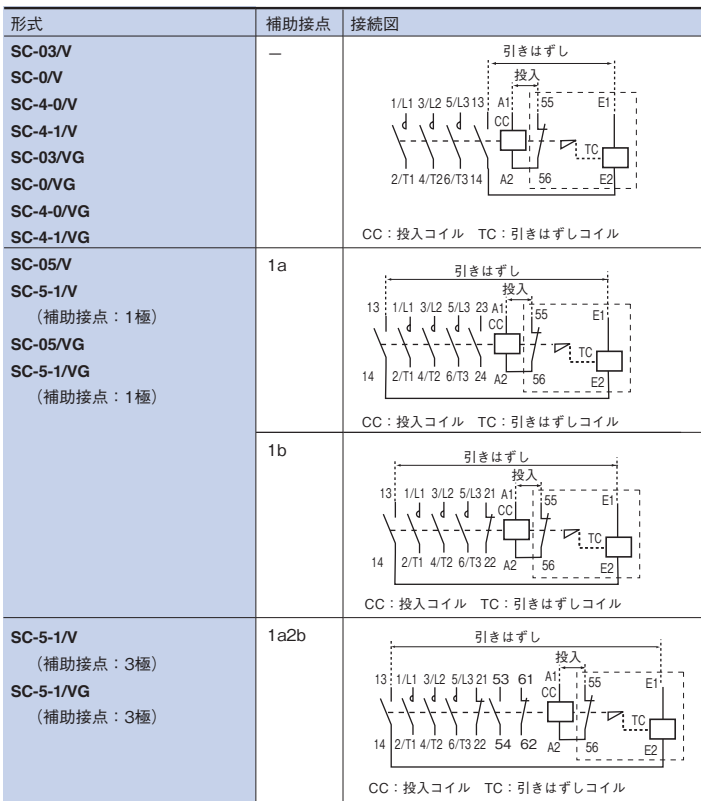 形式 補助接点 接続図
SC-03/V
SC-0/V
SC-4-0/V
SC-4-1/V
SC-03/VG
SC-0/VG
SC-4-0/VG
SC-4-1/VG
—
引きはずし
投入
1/L1 3/L2 5/L3 13 A1 55 E1
CC
TC
2/T1 4/T2 6/T3 14 A2 56 E2
CC：投入コイル TC：引きはずしコイル
SC-05/V
SC-5-1/V
（補助接点：1極）
SC-05/VG
SC-5-1/VG
（補助接点：1極）
1a
引きはずし
投入
13 1/L1 3/L2 5/L3 23 A1 55 E1
CC
TC
14 2/T1 4/T2 6/T3 24 A2 56 E2
CC：投入コイル TC：引きはずしコイル
1b
引きはずし
投入
13 1/L1 3/L2 5/L3 21 A1 55 E1
CC
TC
14 2/T1 4/T2 6/T3 22 A2 56 E2
CC：投入コイル TC：引きはずしコイル
SC-5-1/V
（補助接点：3極）
SC-5-1/VG
（補助接点：3極）
1a2b
引きはずし
投入
13 1/L1 3/L2 5/L3 21 53 61 A1 55 E1
CC
TC
14 2/T1 4/T2 6/T3 22 54 62 A2 56 E2
CC：投入コイル TC：引きはずしコイル